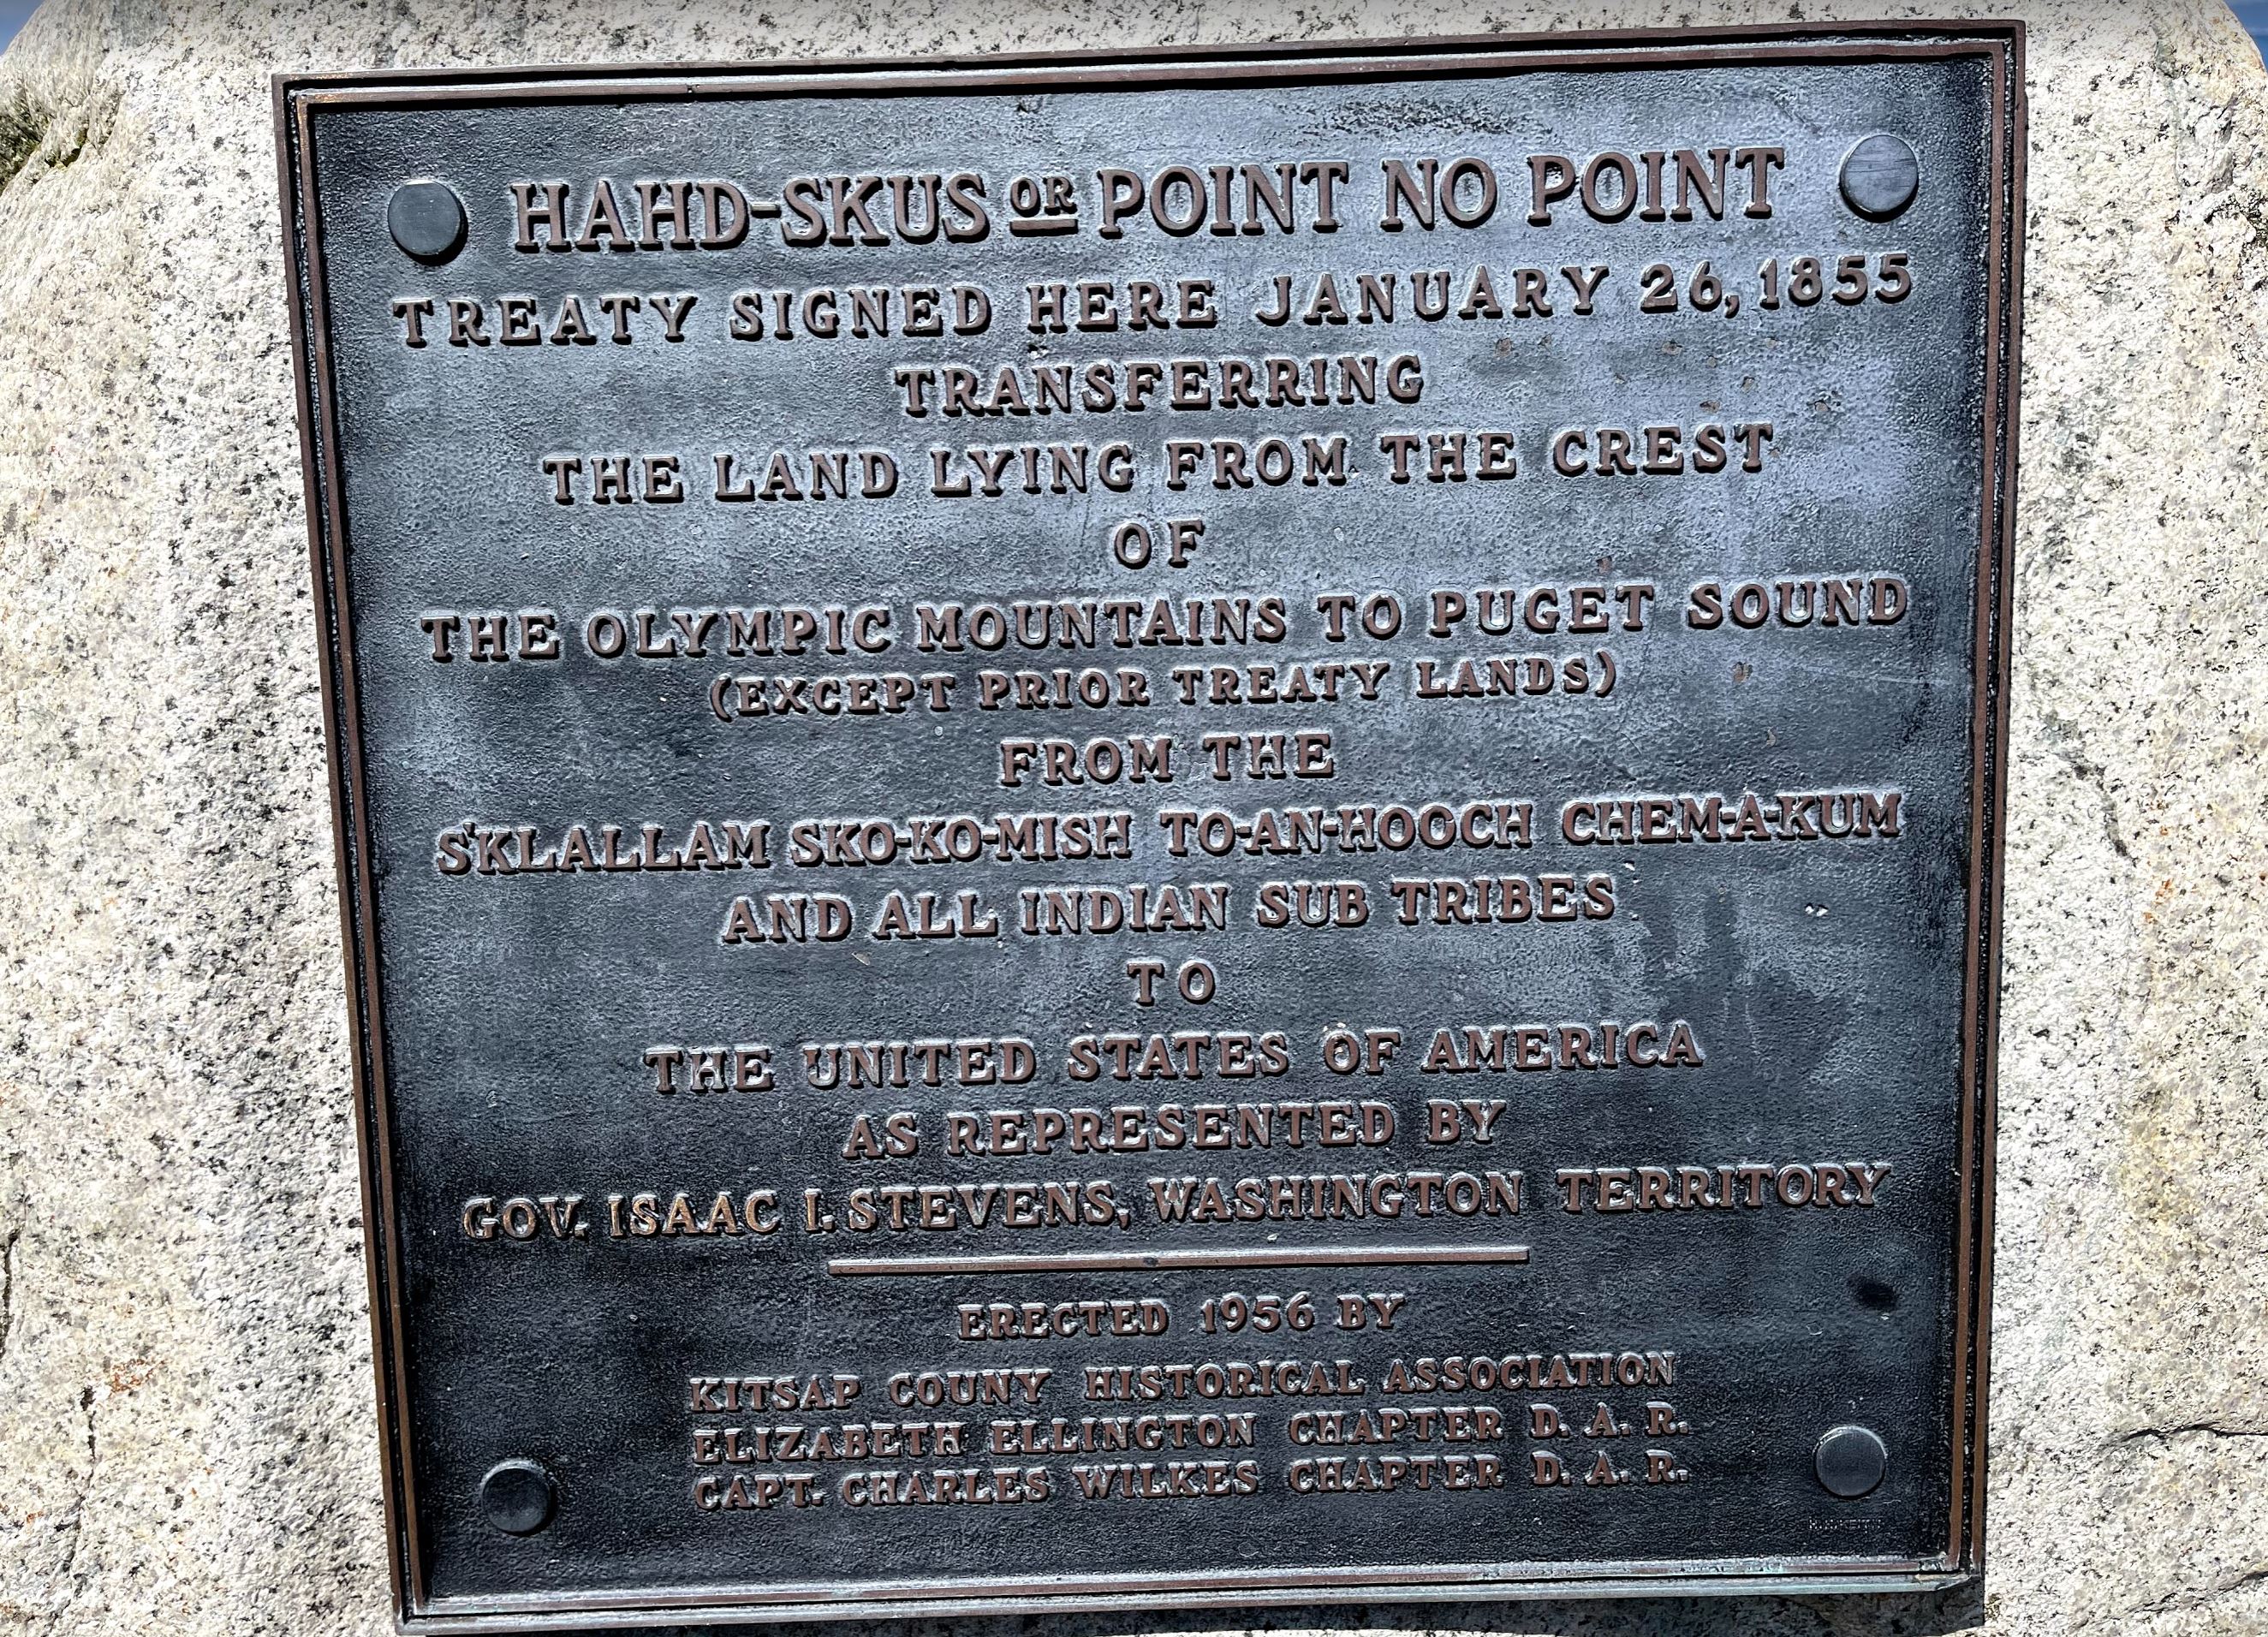 HAHD-SKUS OR POINT NO POINT
TREATY SIGNED HERE JANUARY 26, 1855
TRANSFERRING
THE LAND LYING FROM THE CREST
OF
THE OLYMPIC MOUNTAINS TO PUGET SOUND
(EXCEPT PRIOR TREATY LANDS)
FROM THE
S'KLALLAM SKO-KO-MISH TO-AN-HOOCH CHEM-A-KUM
AND ALL INDIAN SUB TRIBES
TO
THE UNITED STATES OF AMERICA
AS REPRESENTED BY
GOV. ISAAC I. STEVENS, WASHINGTON TERRITORY
ERECTED 1956 BY
KITSAP COUNY HISTORICAL ASSOCIATION
ELIZABETH ELLINGTON CHAPTER D. A. R.
CAPT. CHARLES WILKES CHAPTER D. A. R.